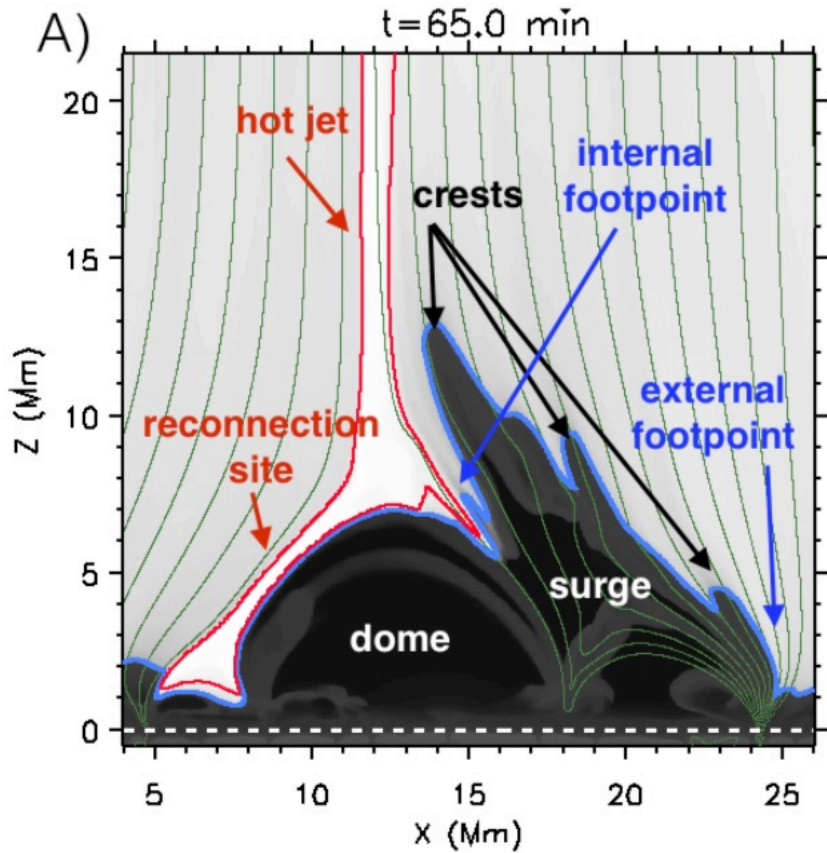 A)
t=65.0 min
hot jet
internal
footpoint
crests
external
footpoint
reconnection
site
surge
dome
Z (Mm)
20
15
10
5
0
5
10
15
20
25
X (Mm)